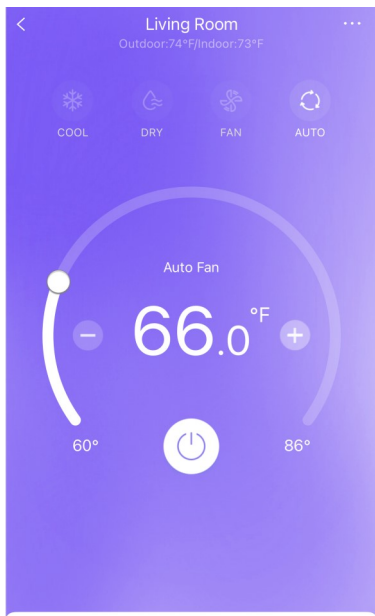 Living Room
Outdoor:74°F/Indoor:73°F
COOL DRY FAN AUTO
Auto Fan
66.0°F
60° 86°